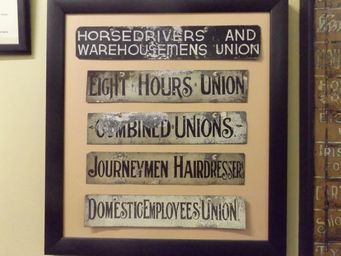 HORSEDRIVERS AND
WAREHOUSEMENS UNION
EIGHT HOURS UNION
COMBINED UNIONS.
JOURNEYMEN HAIRDRESSER
DOMESTIC EMPLOYEES UNION.